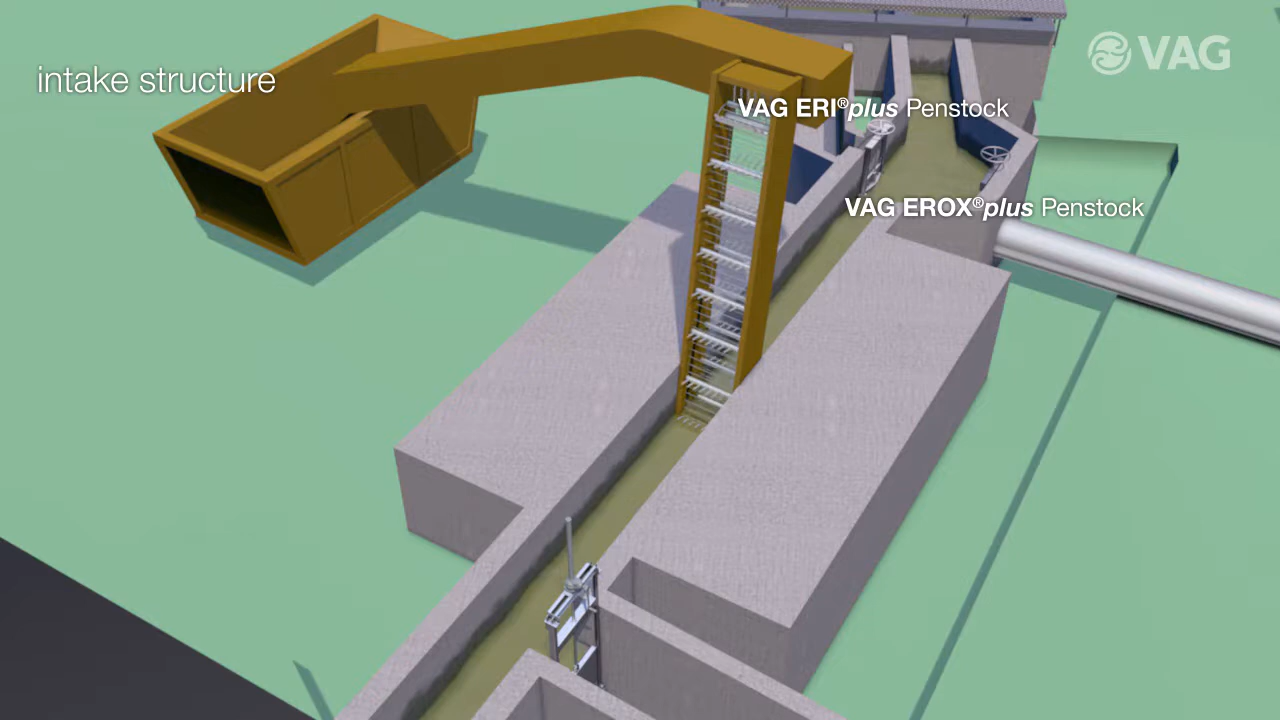 intake structure
VAG
VAG ERI®plus Penstock
VAG EROX®plus Penstock